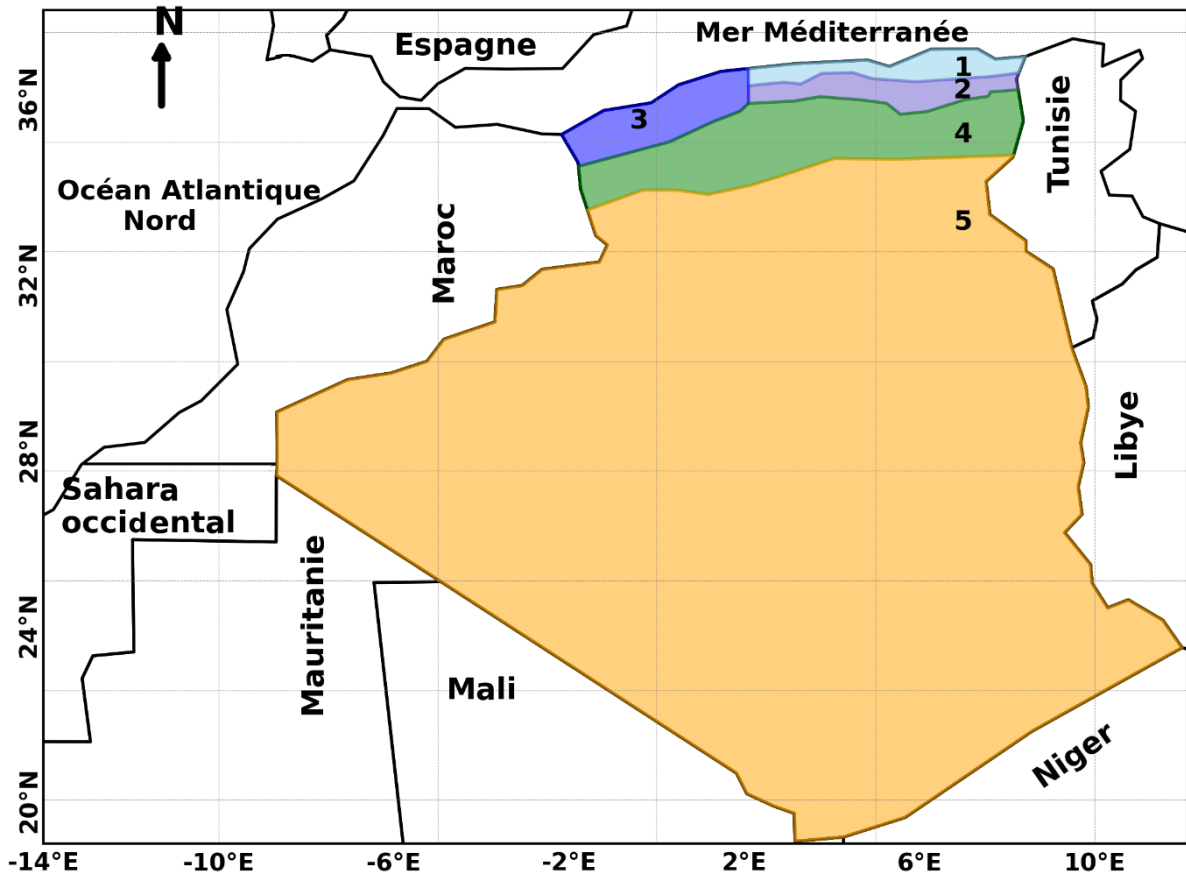 N
Espagne
Mer Méditerranée
1
2
3
4
5
Tunisie
Océan Atlantique
Nord
Maroc
Libye
Sahara
occidental
Mauritanie
Mali
Niger
36°N
32°N
28°N
24°N
20°N
-14°E
-10°E
-6°E
-2°E
2°E
6°E
10°E